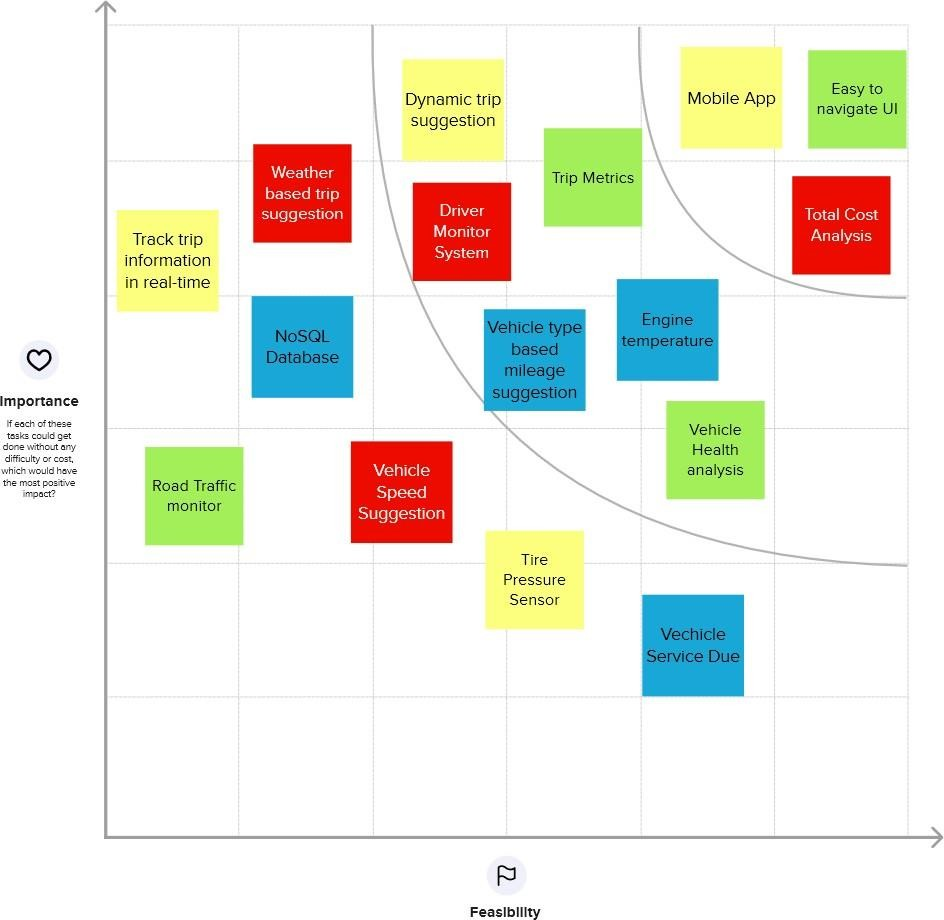 Dynamic trip
suggestion
Mobile App
Easy to
navigate UI
Weather
based trip
suggestion
Trip Metrics
Driver
Monitor
System
Total Cost
Analysis
Track trip
information
in real-time
NoSQL
Database
Vehicle type
based
mileage
suggestion
Engine
temperature
Importance
If each of these
tasks could get
done without any
difficulty or cost,
which would have
the most positive
impact?
Vehicle
Health
analysis
Road Traffic
monitor
Vehicle
Speed
Suggestion
Tire
Pressure
Sensor
Vechicle
Service Due
Feasibility